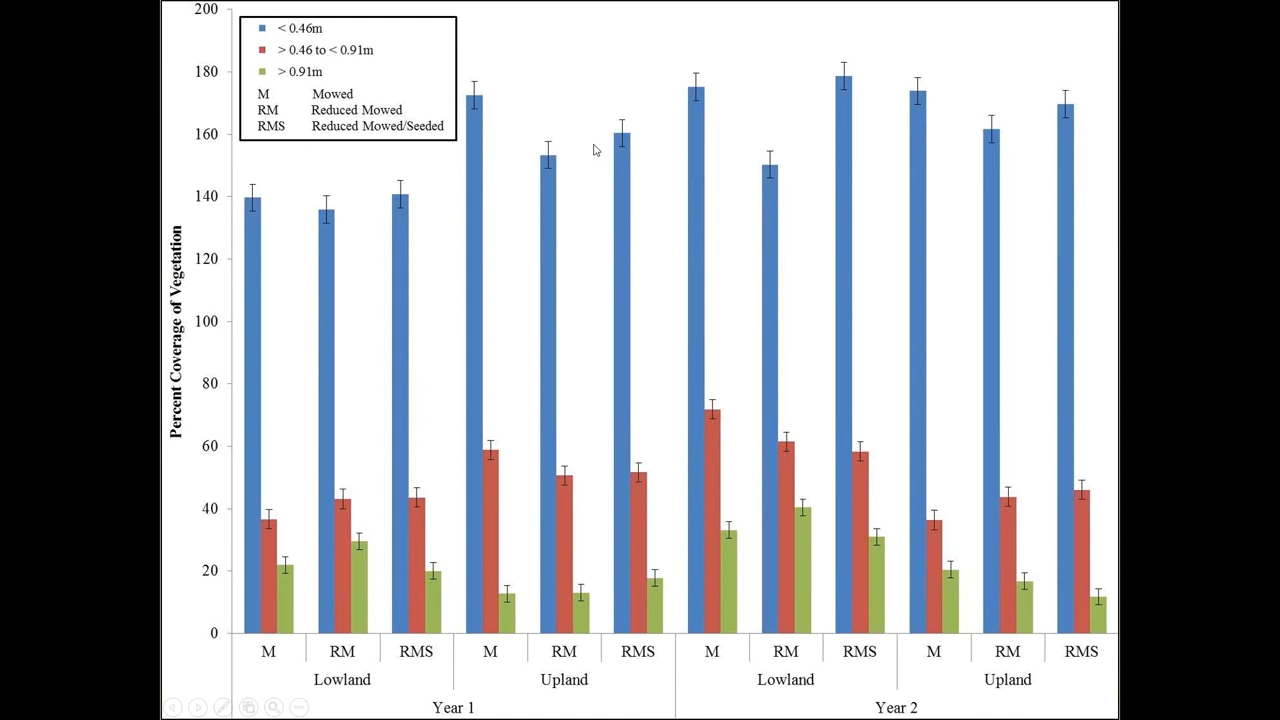 200
180
160
140
120
100
80
60
40
20
0
Percent Coverage of Vegetation
< 0.46m
> 0.46 to < 0.91m
> 0.91m
M Mowed
RM Reduced Mowed
RMS Reduced Mowed/Seeded
M RM RMS M RM RMS M RM RMS M RM RMS
Lowland Upland Lowland Upland
Year 1 Year 2